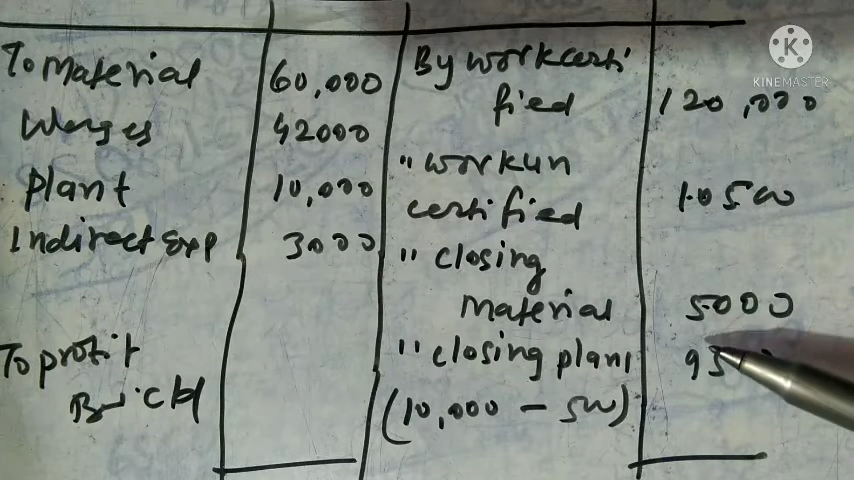 To Material 60,000 By work certi
fied 120,000
Wages 42000
"work un
Plant 10,000 certified 10500
Indirect Exp 3000 " closing
Material 5000
To profit " closing plant
(10,000 - 500)
K
KINEMASTER